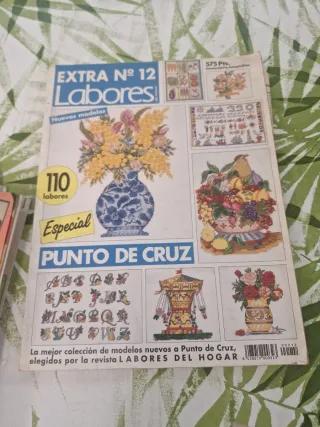 EXTRA Nº 12
575 Pts.
Labores
Nuevos modelos
110
labores
Especial
PUNTO DE CRUZ
La mejor colección de modelos nuevos a Punto de Cruz,
elegidos por la revista LABORES DEL HOGAR
00012